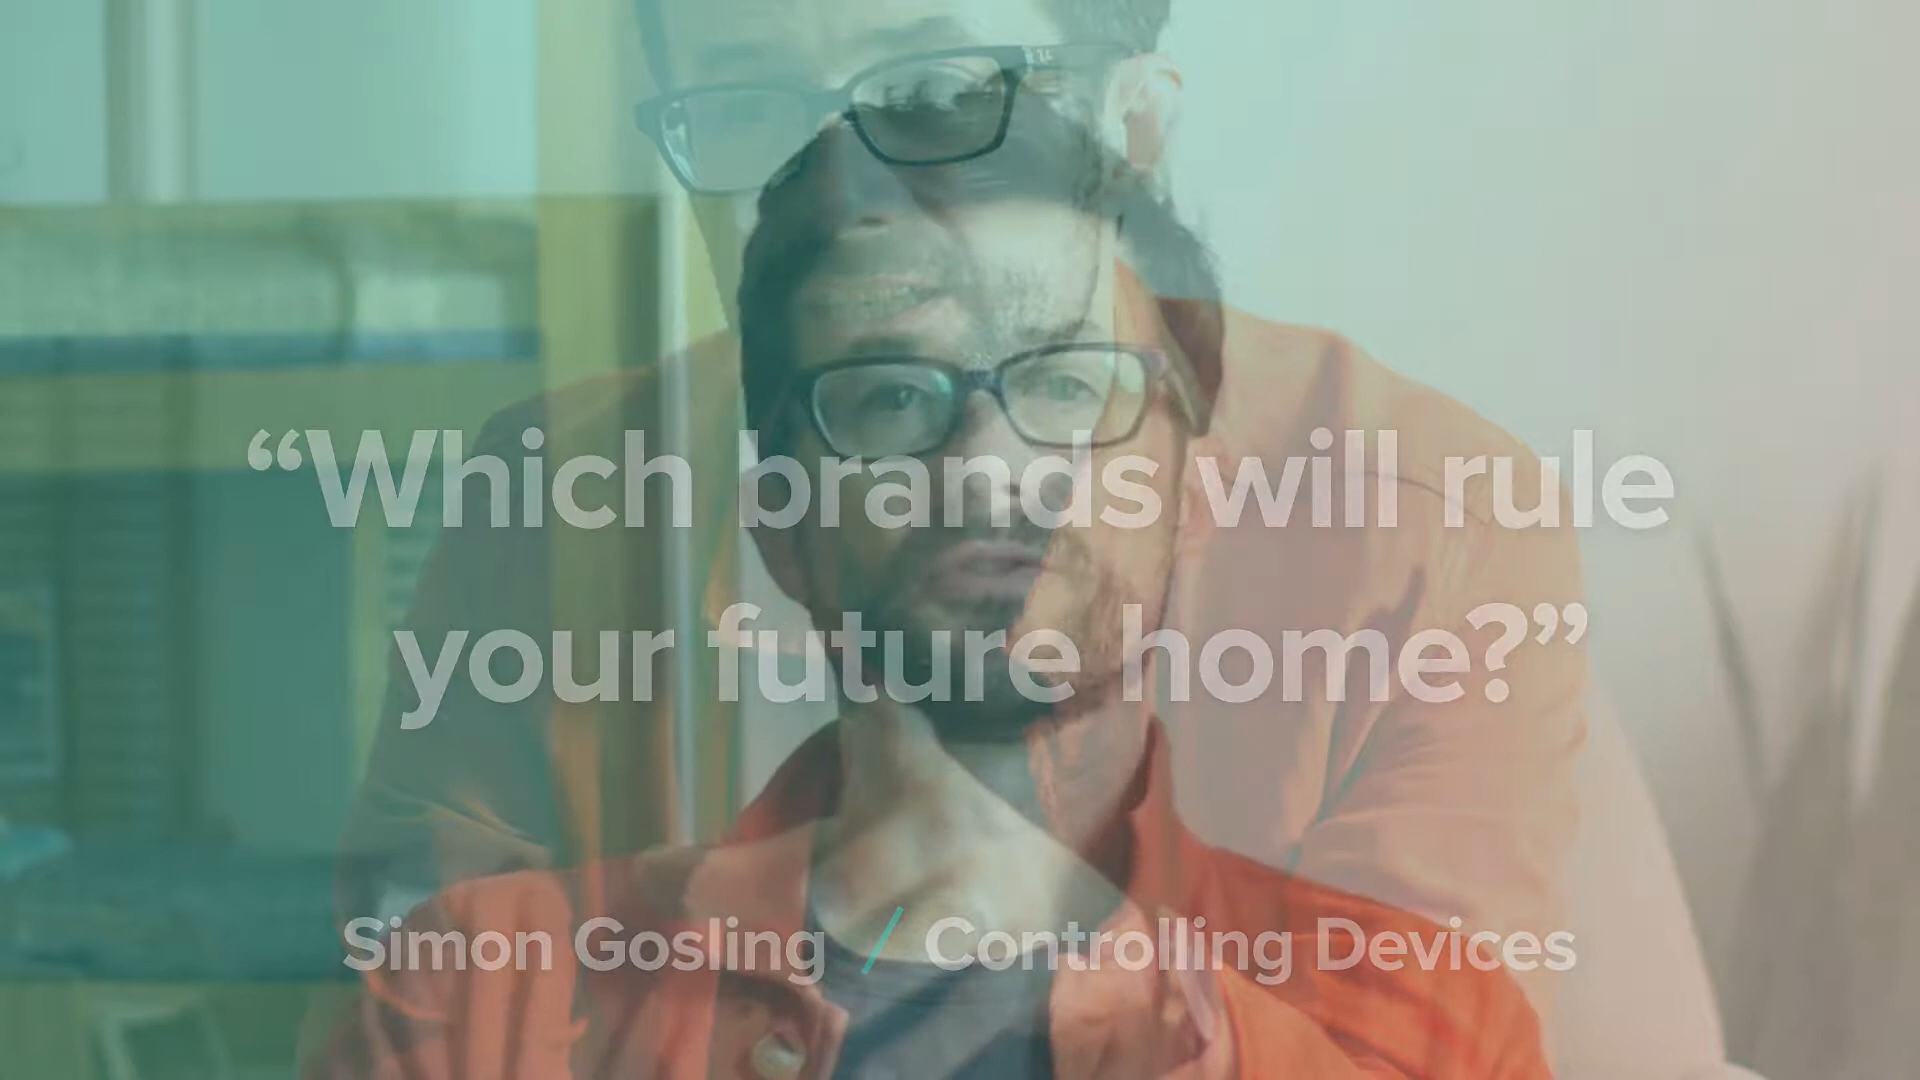 “Which brands will rule
your future home?”
Simon Gosling / Controlling Devices